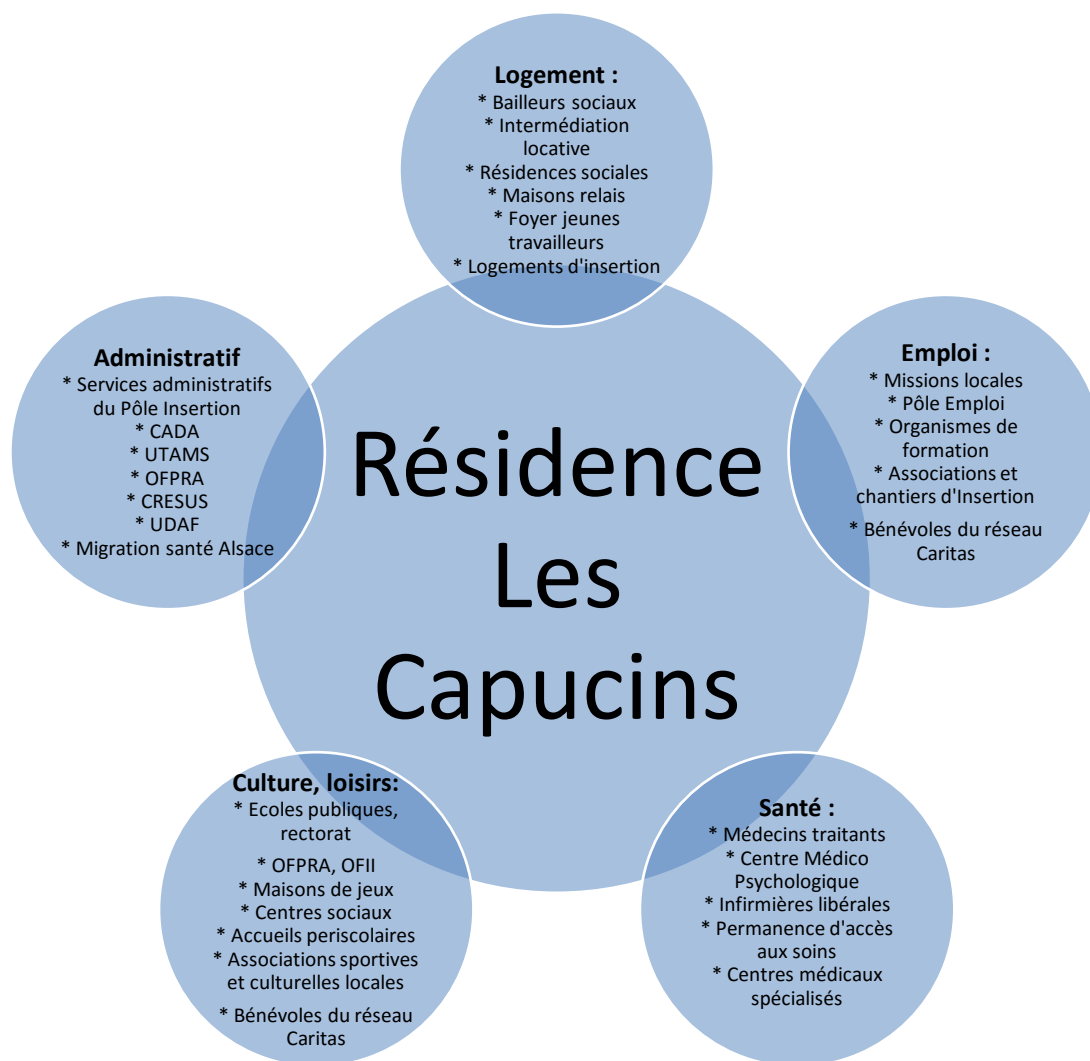 Logement :
* Bailleurs sociaux
* Intermédiation
locative
* Résidences sociales
* Maisons relais
* Foyer jeunes
travailleurs
* Logements d'insertion
Administratif
* Services administratifs
du Pôle Insertion
* CADA
* UTAMS
* OFPRA
* CRESUS
* UDAF
* Migration santé Alsace
Emploi :
* Missions locales
* Pôle Emploi
* Organismes de
formation
* Associations et
chantiers d'Insertion
* Bénévoles du réseau
Caritas
Résidence
Les
Capucins
Culture, loisirs:
* Ecoles publiques,
rectorat
* OFPRA, OFII
* Maisons de jeux
* Centres sociaux
* Accueils periscolaires
* Associations sportives
et culturelles locales
* Bénévoles du réseau
Caritas
Santé :
* Médecins traitants
* Centre Médico
Psychologique
* Infirmières libérales
* Permanence d'accès
aux soins
* Centres médicaux
spécialisés